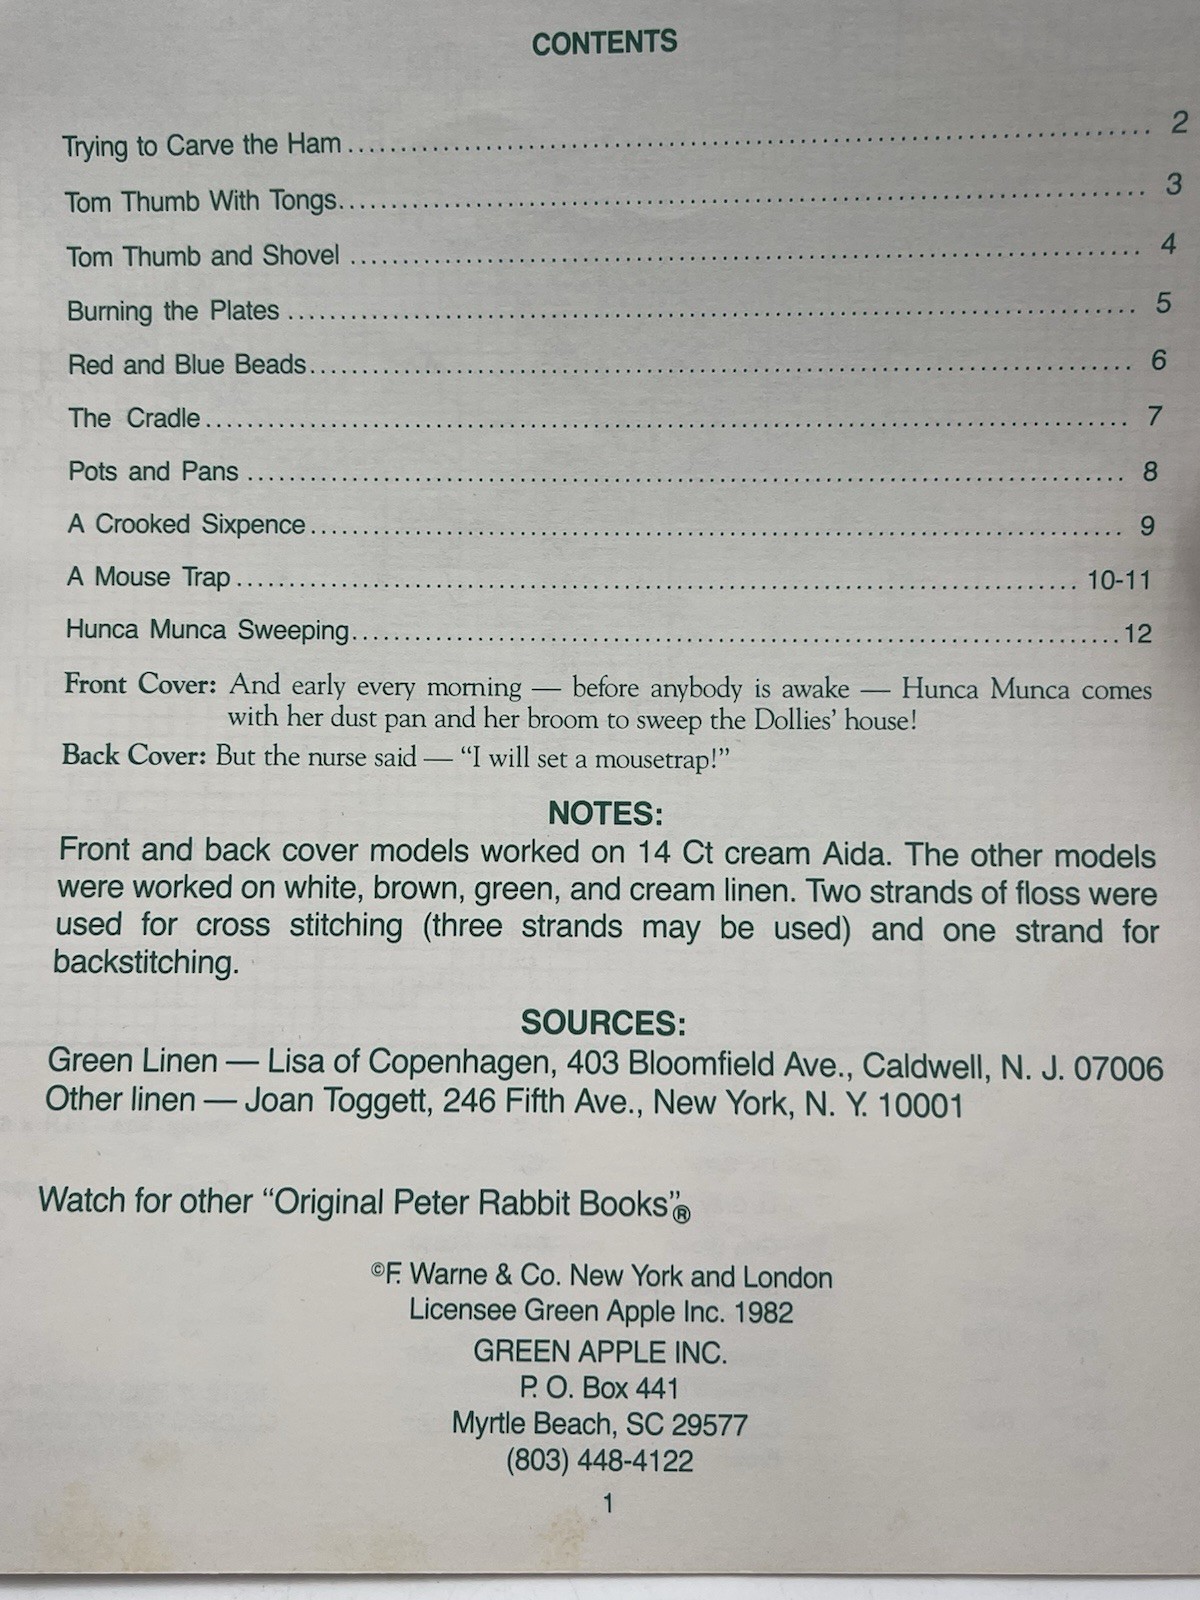 CONTENTS
Trying to Carve the Ham........................................................................ 2
Tom Thumb With Tongs........................................................................ 3
Tom Thumb and Shovel ........................................................................ 4
Burning the Plates ........................................................................ 5
Red and Blue Beads........................................................................ 6
The Cradle........................................................................ 7
Pots and Pans ........................................................................ 8
A Crooked Sixpence........................................................................ 9
A Mouse Trap........................................................................ 10-11
Hunca Munca Sweeping........................................................................12
Front Cover: And early every morning — before anybody is awake — Hunca Munca comes
with her dust pan and her broom to sweep the Dollies' house!
Back Cover: But the nurse said — “I will set a mousetrap!”
NOTES:
Front and back cover models worked on 14 Ct cream Aida. The other models
were worked on white, brown, green, and cream linen. Two strands of floss were
used for cross stitching (three strands may be used) and one strand for
backstitching.
SOURCES:
Green Linen — Lisa of Copenhagen, 403 Bloomfield Ave., Caldwell, N. J. 07006
Other linen — Joan Toggett, 246 Fifth Ave., New York, N. Y. 10001
Watch for other “Original Peter Rabbit Books”®
©F. Warne & Co. New York and London
Licensee Green Apple Inc. 1982
GREEN APPLE INC.
P. O. Box 441
Myrtle Beach, SC 29577
(803) 448-4122
1